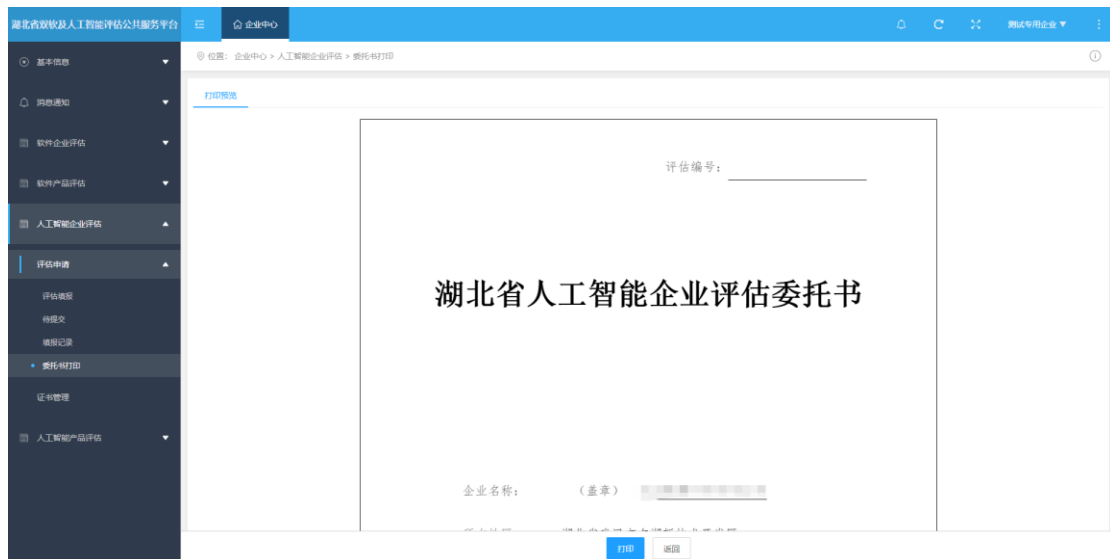 湖北省双软及人工智能评估公共服务平台
企业中心
测试专用企业
基本信息
位置： 企业中心 > 人工智能企业评估 > 委托书打印
消息通知
打印预览
软件企业评估
评估编号：
软件产品评估
人工智能企业评估
评估申请
评估填报
湖北省人工智能企业评估委托书
待提交
填报记录
委托书打印
证书管理
人工智能产品评估
企业名称： （盖章）
打印 返回